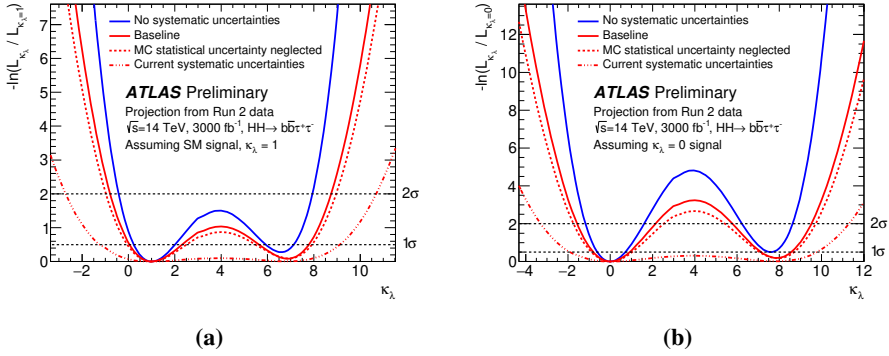 -ln(L_κλ / L_κλ=1)
7
6
5
4
3
2
1
0
No systematic uncertainties
Baseline
MC statistical uncertainty neglected
Current systematic uncertainties
ATLAS Preliminary
Projection from Run 2 data
√s=14 TeV, 3000 fb⁻¹, HH→ bb̅τ⁺τ⁻
Assuming SM signal, κλ = 1
2σ
1σ
−2 0 2 4 6 8 10
κλ
(a)
-ln(L_κλ / L_κλ=0)
12
10
8
6
4
2
0
No systematic uncertainties
Baseline
MC statistical uncertainty neglected
Current systematic uncertainties
ATLAS Preliminary
Projection from Run 2 data
√s=14 TeV, 3000 fb⁻¹, HH→ bb̅τ⁺τ⁻
Assuming κλ = 0 signal
2σ
1σ
−4 −2 0 2 4 6 8 10 12
κλ
(b)